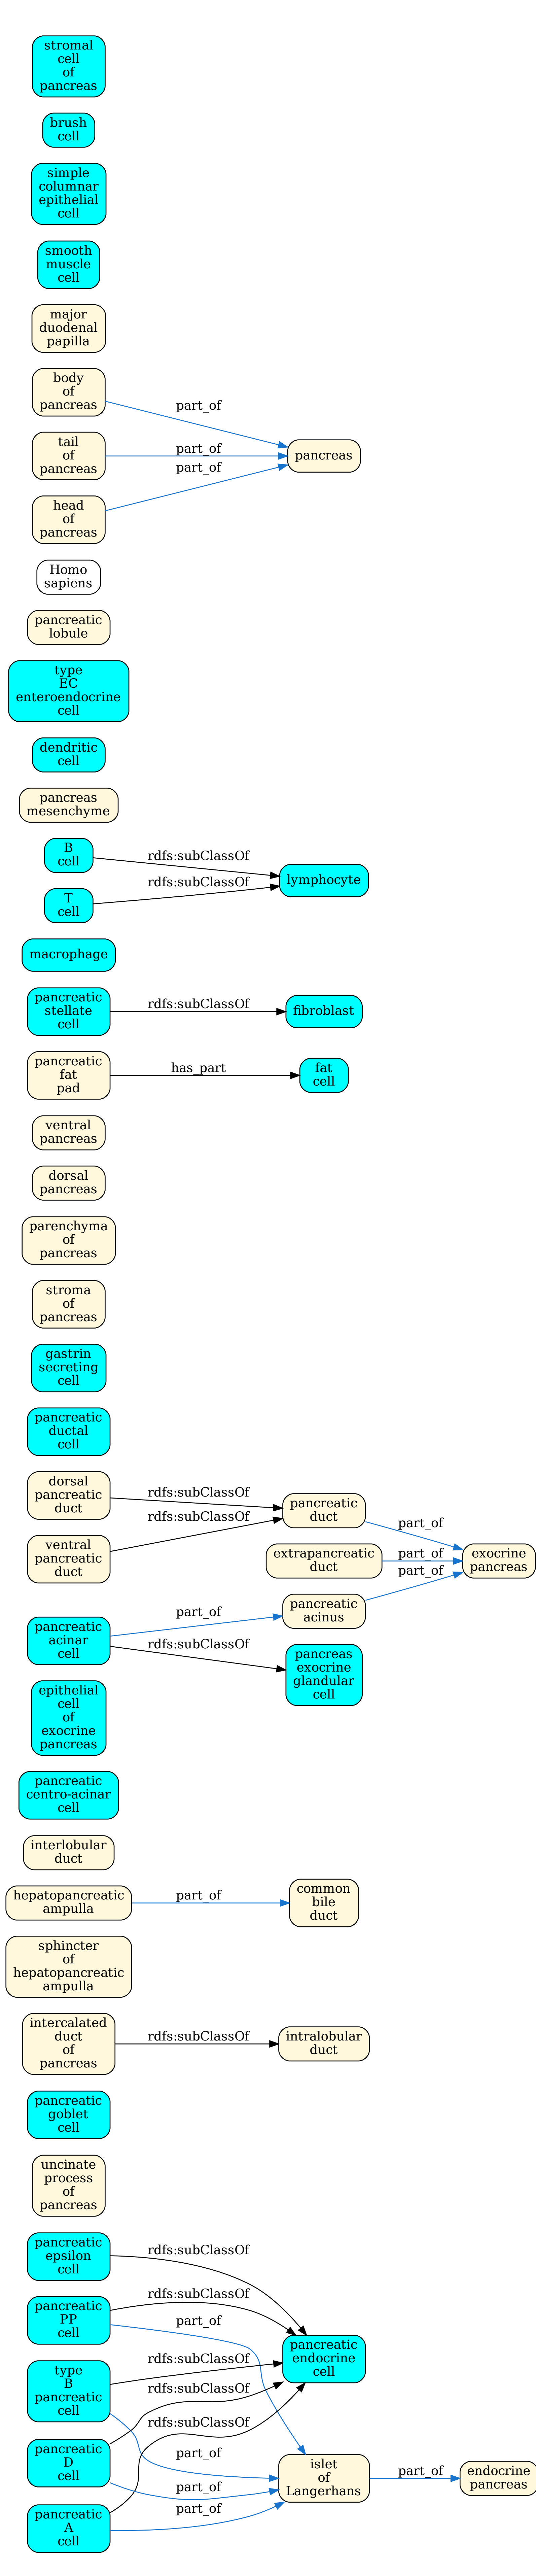 stromal
cell
of
pancreas
brush
cell
simple
columnar
epithelial
cell
smooth
muscle
cell
major
duodenal
papilla
body
of
pancreas
part_of
tail
of
pancreas
part_of
pancreas
part_of
head
of
pancreas
Homo
sapiens
pancreatic
lobule
type
EC
enteroendocrine
cell
dendritic
cell
pancreas
mesenchyme
B
cell
rdfs:subClassOf
lymphocyte
rdfs:subClassOf
T
cell
macrophage
pancreatic
stellate
cell
rdfs:subClassOf
fibroblast
pancreatic
fat
pad
has_part
fat
cell
ventral
pancreas
dorsal
pancreas
parenchyma
of
pancreas
stroma
of
pancreas
gastrin
secreting
cell
pancreatic
ductal
cell
dorsal
pancreatic
duct
rdfs:subClassOf
pancreatic
duct
part_of
rdfs:subClassOf
ventral
pancreatic
duct
extrapancreatic
duct
part_of
exocrine
pancreas
part_of
pancreatic
acinus
part_of
pancreatic
acinar
cell
rdfs:subClassOf
pancreas
exocrine
glandular
cell
epithelial
cell
of
exocrine
pancreas
pancreatic
centro-acinar
cell
interlobular
duct
hepatopancreatic
ampulla
part_of
common
bile
duct
sphincter
of
hepatopancreatic
ampulla
intercalated
duct
of
pancreas
rdfs:subClassOf
intralobular
duct
pancreatic
goblet
cell
uncinate
process
of
pancreas
pancreatic
epsilon
cell
rdfs:subClassOf
pancreatic
PP
cell
rdfs:subClassOf
part_of
pancreatic
endocrine
cell
type
B
pancreatic
cell
rdfs:subClassOf
rdfs:subClassOf
rdfs:subClassOf
part_of
pancreatic
D
cell
part_of
islet
of
Langerhans
part_of
endocrine
pancreas
part_of
pancreatic
A
cell